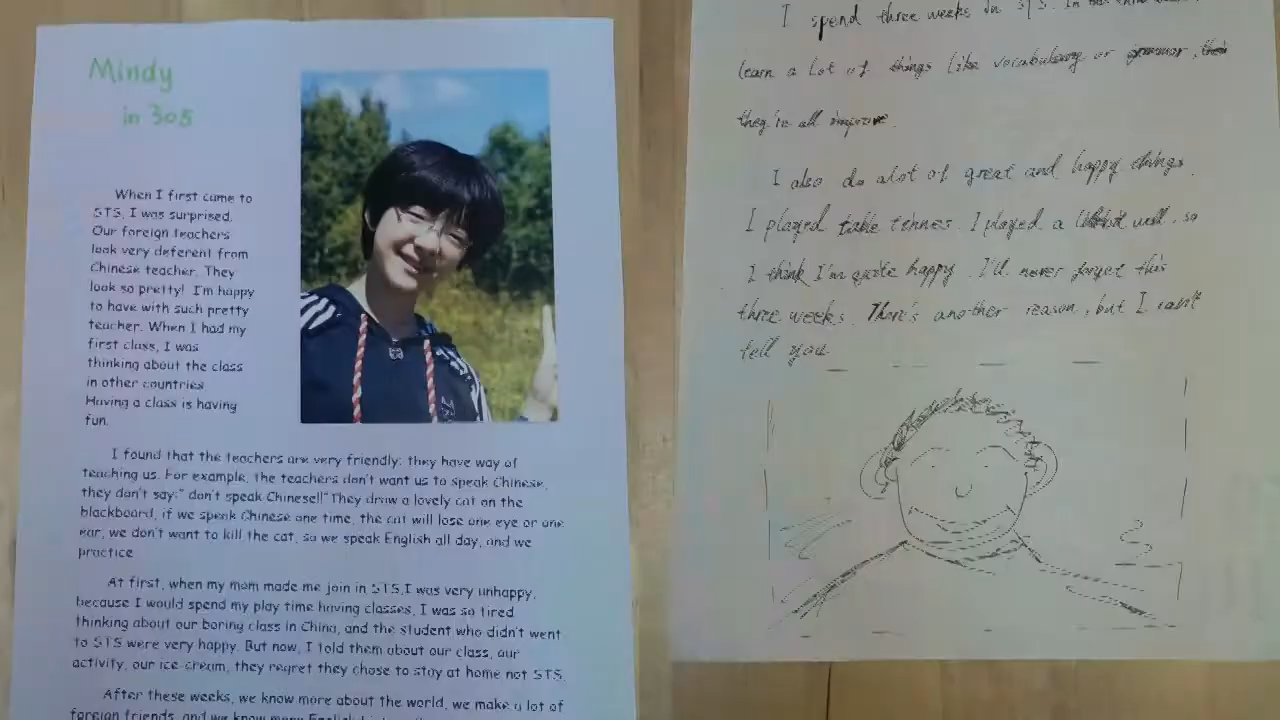 Mindy
in 305
When I first came to
STS, I was surprised.
Our foreign teachers
look very deferent from
Chinese teacher. They
look so pretty! I'm happy
to have with such pretty
teacher. When I had my
first class, I was
thinking about the class
in other countries
Having a class is having
fun.
I found that the teachers are very friendly: they have way of
teaching us. For example, the teachers don't want us to speak Chinese,
they don't say:" don't speak Chinese!!" They draw a lovely cat on the
blackboard, if we speak Chinese one time, the cat will lose one eye or one
ear, we don't want to kill the cat, so we speak English all day, and we
practice
At first, when my mom made me join in STS,I was very unhappy,
because I would spend my play time having classes, I was so tired
thinking about our boring class in China, and the student who didn't went
to STS were very happy. But now, I told them about our class, our
activity, our ice-cream, they regret they chose to stay at home not STS.
After these weeks, we know more about the world, we make a lot of
foreign friends, and we know more English
I spend three weeks in STS. In
learn a lot of things like vocabulary or grammar,
they're all improve.
I also do alot of great and happy things.
I played table tennes. I played a well, so
I think I'm quite happy. I'll never forget this
three weeks. There's another reason, but I can't
tell you.